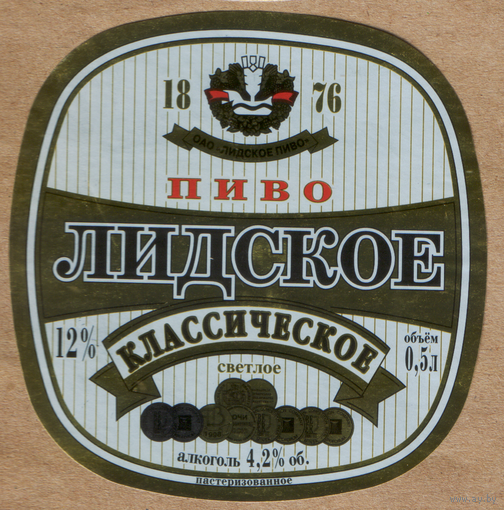 18 76
ОАО „ЛИДСКОЕ ПИВО"
ПИВО
ЛИДСКОЕ
КЛАССИЧЕСКОЕ
12%
объём
0,5л
светлое
алкоголь 4,2% об.
пастеризованное